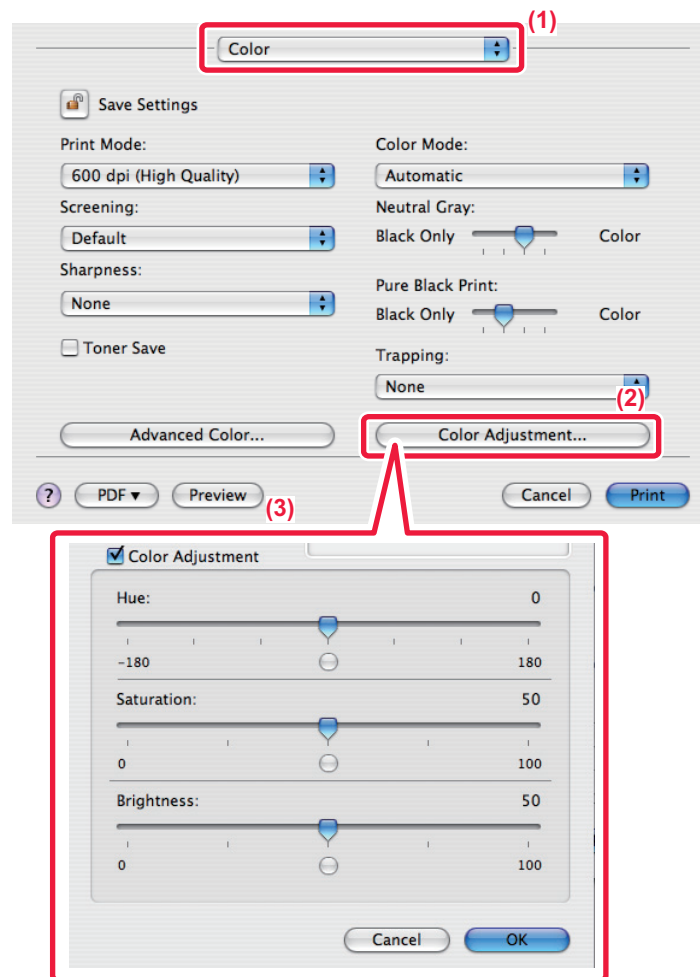 (1)
Color
Save Settings
Print Mode: Color Mode:
600 dpi (High Quality) Automatic
Screening: Neutral Gray:
Default Black Only Color
Sharpness: Pure Black Print:
None Black Only Color
Toner Save Trapping:
None
(2)
Advanced Color... Color Adjustment...
? PDF▼ Preview Cancel Print
(3)
Color Adjustment
Hue: 0
-180 180
Saturation: 50
0 100
Brightness: 50
0 100
Cancel OK